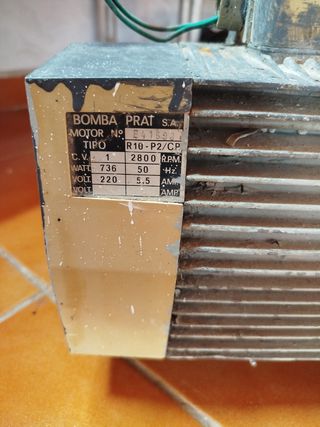 BOMBA PRAT S.A.
MOTOR Nº
TIPO R10-P2/CP
C.V. 1 2800 R.P.M.
WATT. 736 50 Hz.
VOLT. 220 5.5 AMP.
VOLT. AMP.